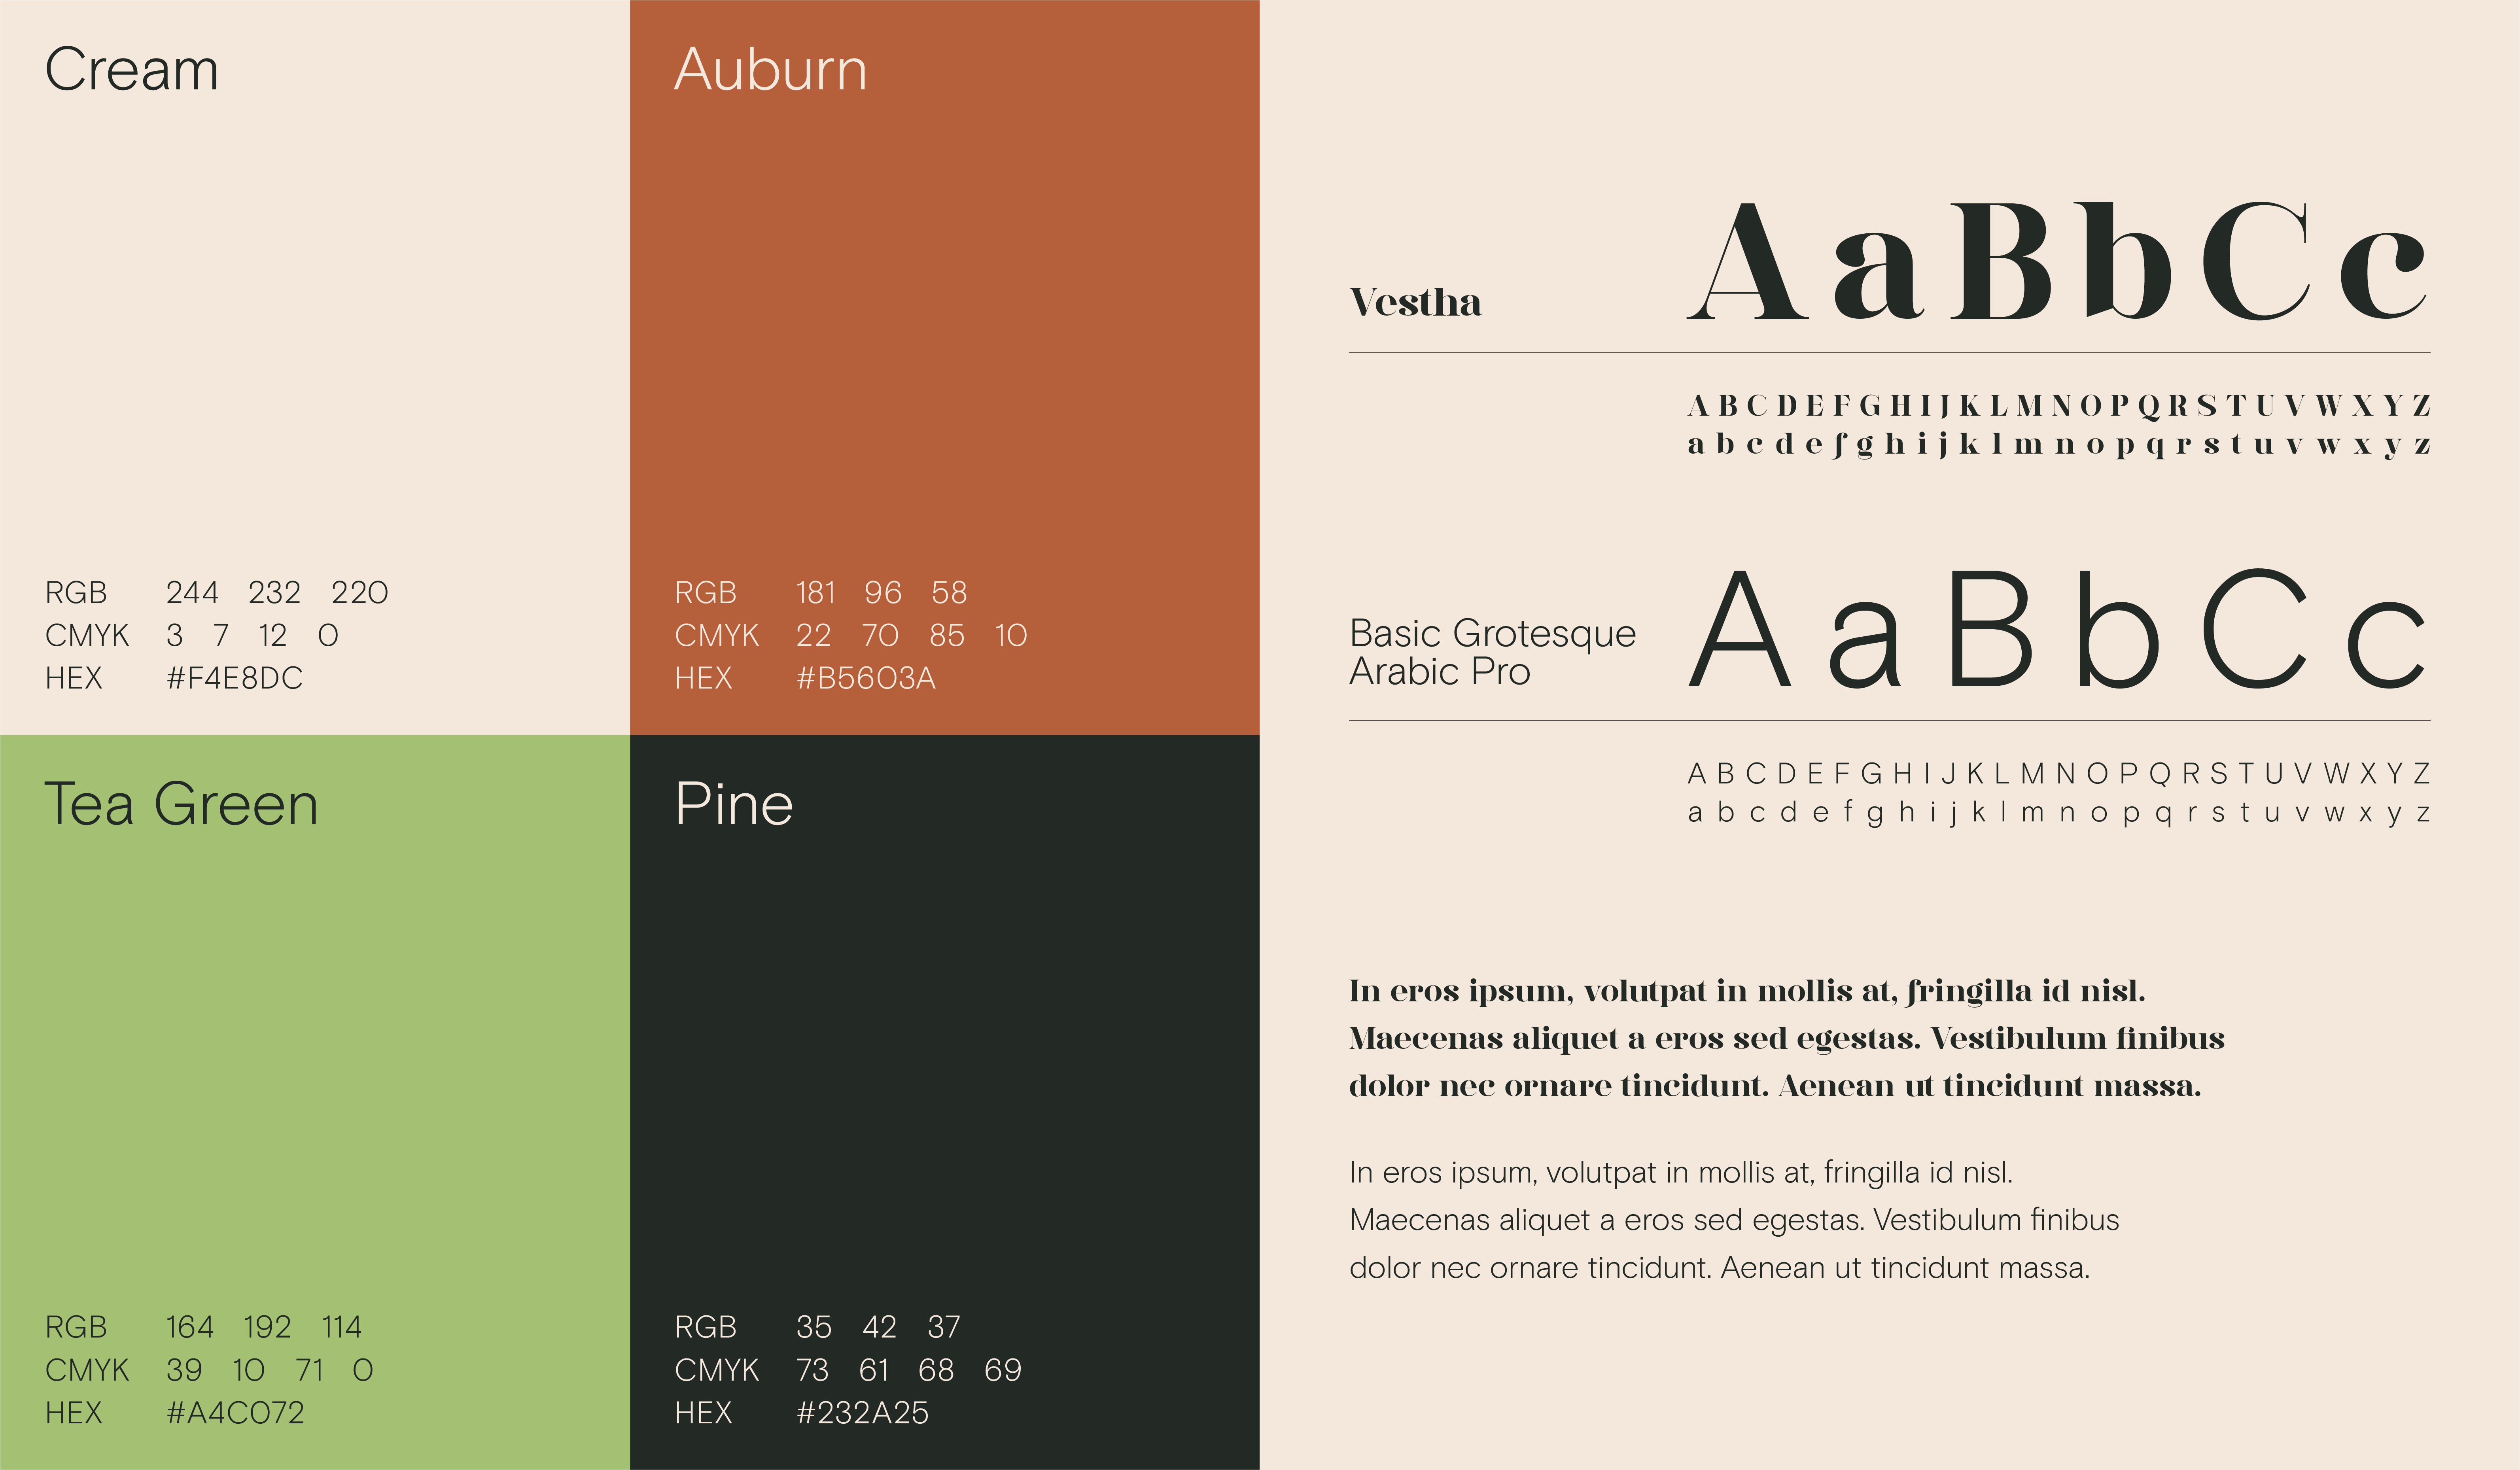 Cream
RGB 244 232 220
CMYK 3 7 12 0
HEX #F4E8DC
Auburn
RGB 181 96 58
CMYK 22 70 85 10
HEX #B5603A
Tea Green
RGB 164 192 114
CMYK 39 10 71 0
HEX #A4C072
Pine
RGB 35 42 37
CMYK 73 61 68 69
HEX #232A25
Vestha
A a B b C c
A B C D E F G H I J K L M N O P Q R S T U V W X Y Z
a b c d e f g h i j k l m n o p q r s t u v w x y z
Basic Grotesque
Arabic Pro
A a B b C c
A B C D E F G H I J K L M N O P Q R S T U V W X Y Z
a b c d e f g h i j k l m n o p q r s t u v w x y z
In eros ipsum, volutpat in mollis at, fringilla id nisl.
Maecenas aliquet a eros sed egestas. Vestibulum finibus
dolor nec ornare tincidunt. Aenean ut tincidunt massa.
In eros ipsum, volutpat in mollis at, fringilla id nisl.
Maecenas aliquet a eros sed egestas. Vestibulum finibus
dolor nec ornare tincidunt. Aenean ut tincidunt massa.